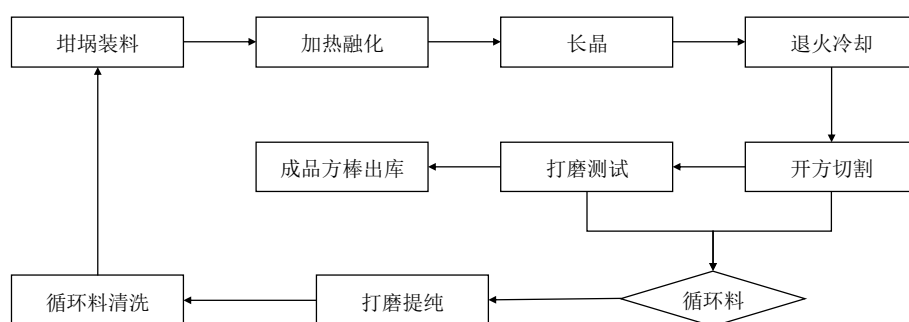 坩埚装料
加热融化
长晶
退火冷却
成品方棒出库
打磨测试
开方切割
循环料清洗
打磨提纯
循环料